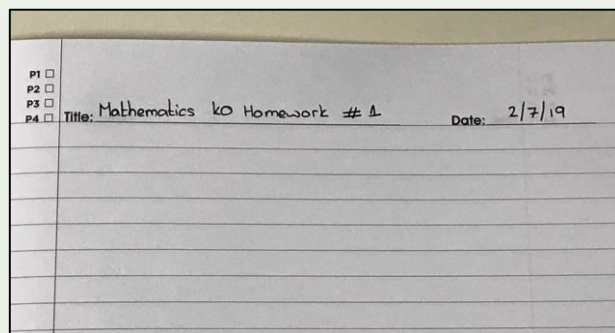 P1 □
P2 □
P3 □
P4 □ Title: Mathematics KO Homework # 1 Date: 2/7/19